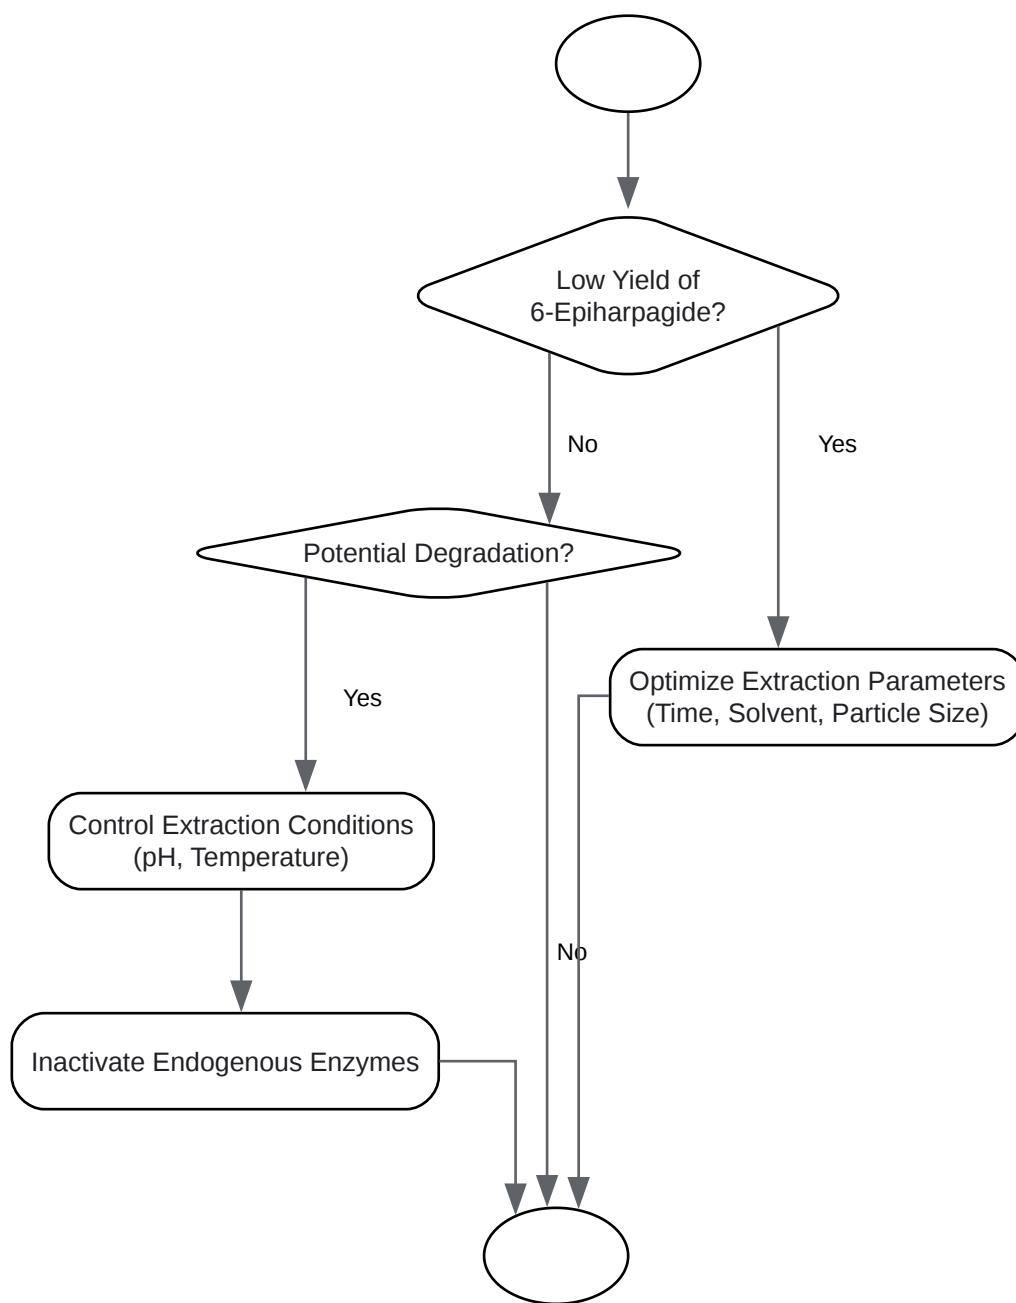 Low Yield of
6-Epiharpagide?
No
Yes
Potential Degradation?
Yes
Optimize Extraction Parameters
(Time, Solvent, Particle Size)
Control Extraction Conditions
(pH, Temperature)
No
Inactivate Endogenous Enzymes